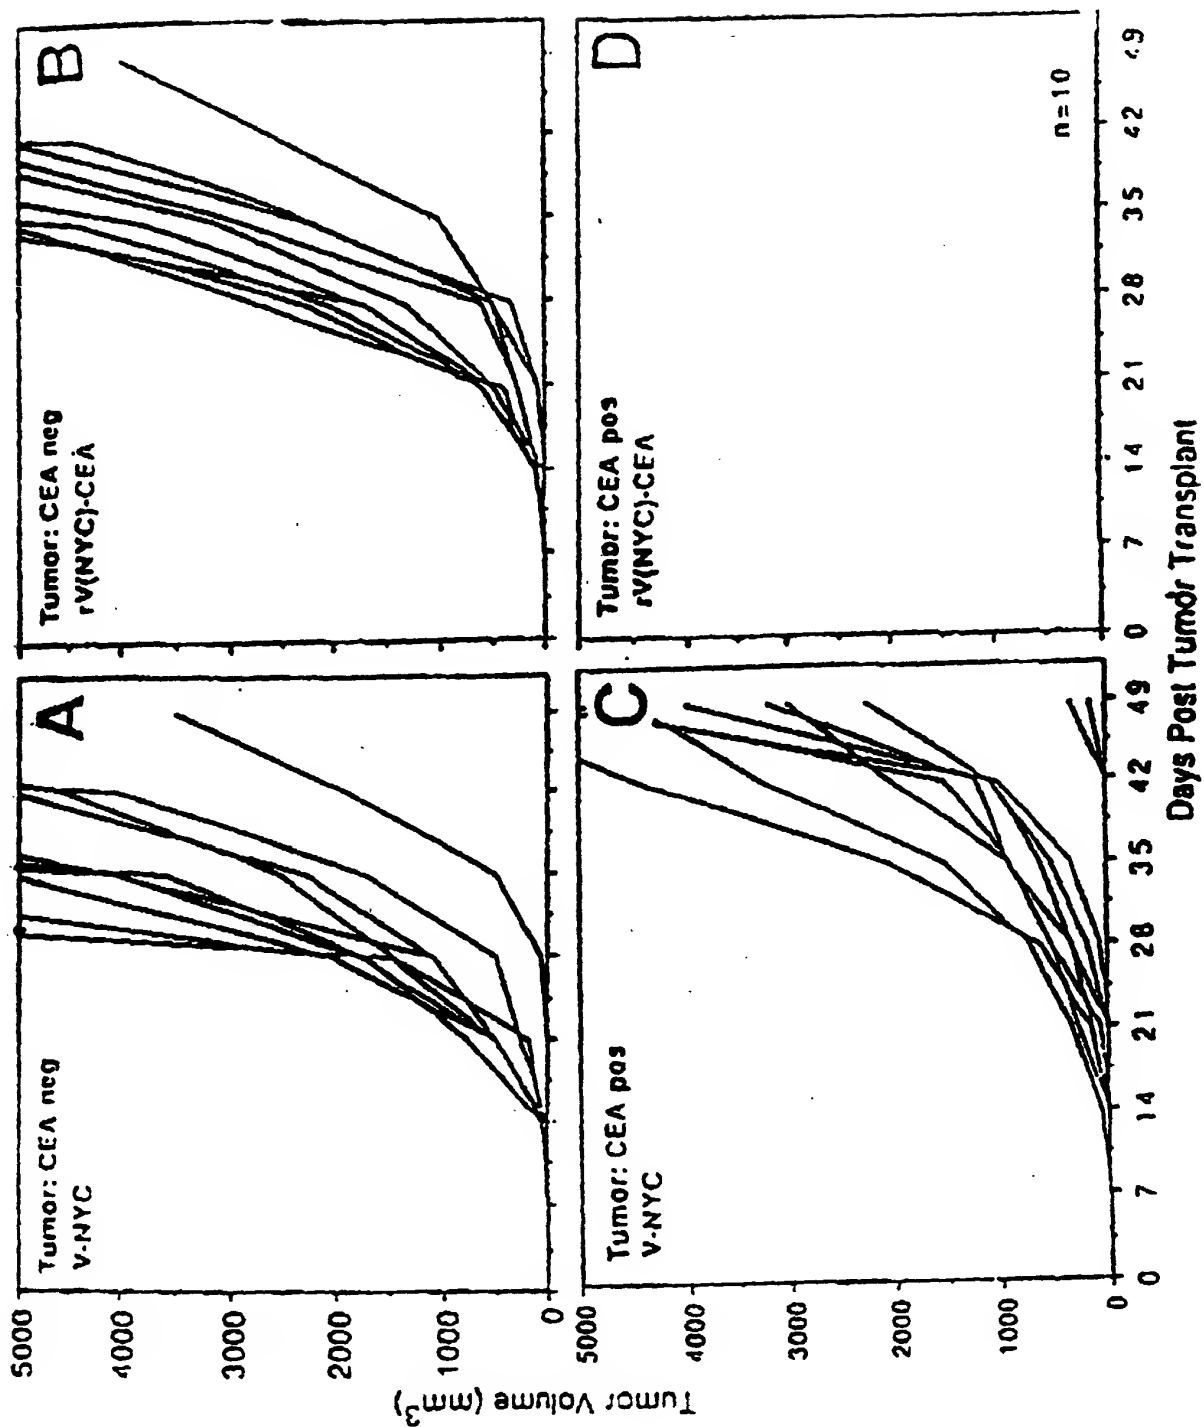 A
Tumor: CEA neg
V-NYC
B
Tumor: CEA neg
rV(NYC)-CEA
C
Tumor: CEA pos
V-NYC
D
Tumor: CEA pos
rV(NYC)-CEA
n=10
5000
4000
3000
2000
1000
0
5000
4000
3000
2000
1000
0
Tumor Volume (mm³)
0 7 14 21 28 35 42 49
0 7 14 21 28 35 42 49
Days Post Tumor Transplant